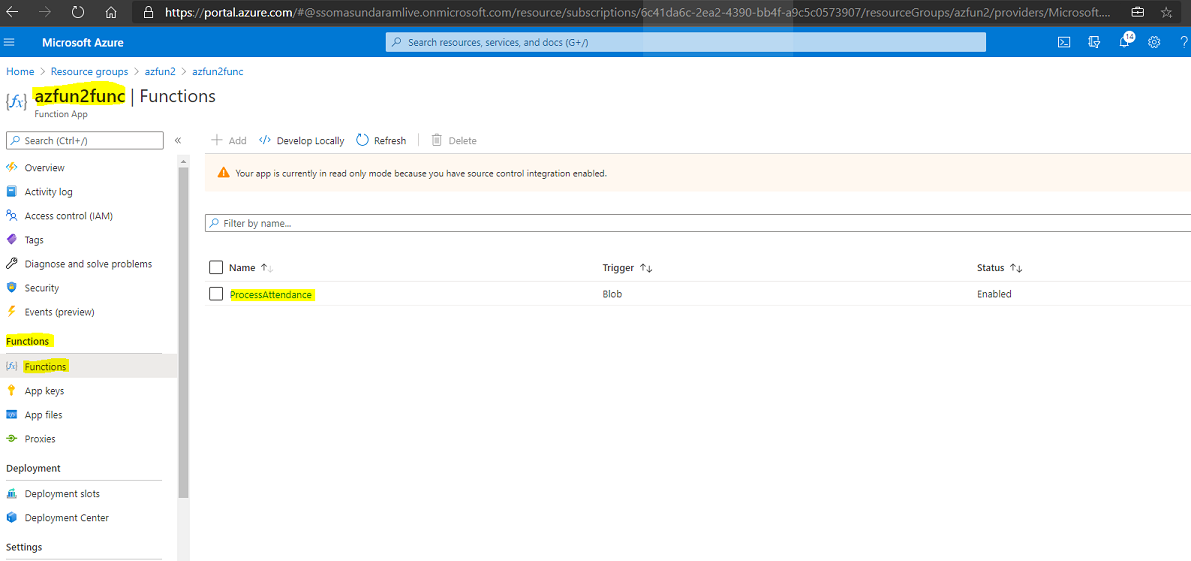 https://portal.azure.com/#@ssomasundaramlive.onmicrosoft.com/resource/subscriptions/6c41da6c-2ea2-4390-bb4f-a9c5c0573907/resourceGroups/azfun2/providers/Microsoft....
Microsoft Azure
Search resources, services, and docs (G+/)
14
?
Home > Resource groups > azfun2 > azfun2func
{fx} azfun2func | Functions
Function App
Search (Ctrl+/)
«
Add
Develop Locally
Refresh
Delete
Overview
Activity log
Access control (IAM)
Tags
Diagnose and solve problems
Security
Events (preview)
Functions
Functions
App keys
App files
Proxies
Deployment
Deployment slots
Deployment Center
Settings
Your app is currently in read only mode because you have source control integration enabled.
Filter by name...
Name ↑↓ Trigger ↑↓ Status ↑↓
ProcessAttendance Blob Enabled